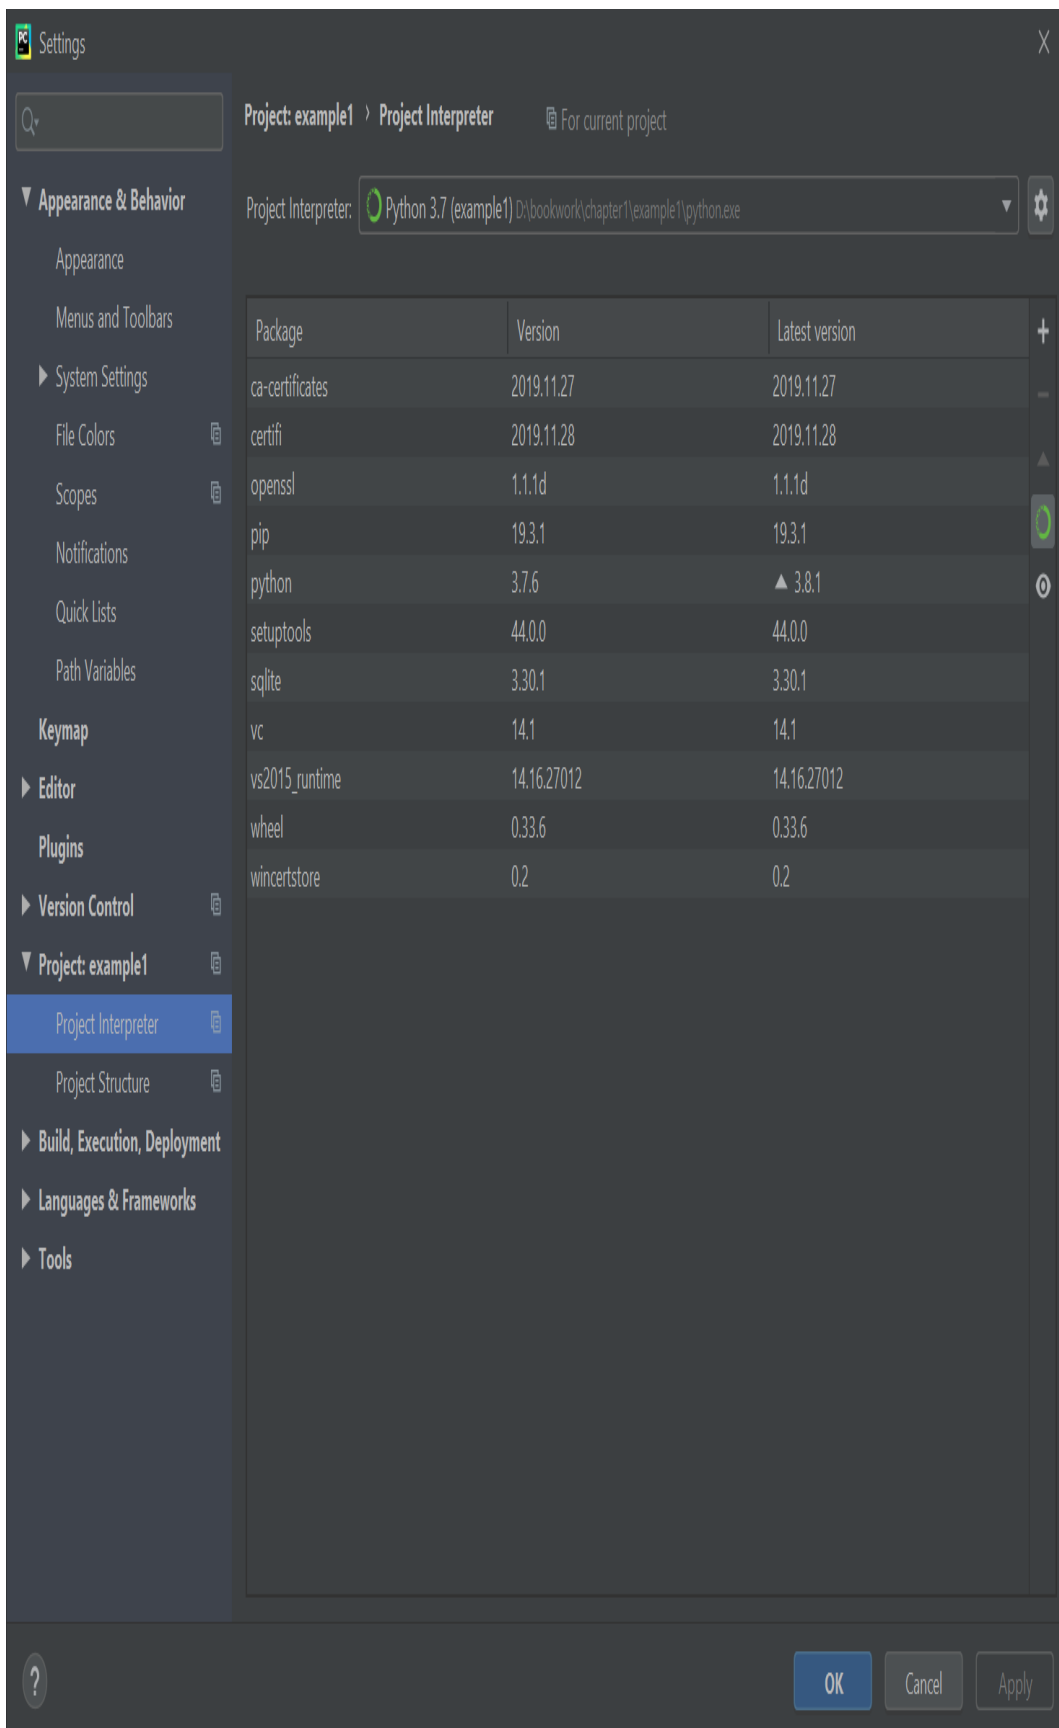 PC Settings
Project: example1 › Project Interpreter For current project
Appearance & Behavior
Appearance
Menus and Toolbars
System Settings
File Colors
Scopes
Notifications
Quick Lists
Path Variables
Keymap
Editor
Plugins
Version Control
Project: example1
Project Interpreter
Project Structure
Build, Execution, Deployment
Languages & Frameworks
Tools
Project Interpreter: Python 3.7 (example1) D:\bookwork\chapter1\example1\python.exe
Package Version Latest version
ca-certificates 2019.11.27 2019.11.27
certifi 2019.11.28 2019.11.28
openssl 1.1.1d 1.1.1d
pip 19.3.1 19.3.1
python 3.7.6 ▲ 3.8.1
setuptools 44.0.0 44.0.0
sqlite 3.30.1 3.30.1
vc 14.1 14.1
vs2015_runtime 14.16.27012 14.16.27012
wheel 0.33.6 0.33.6
wincertstore 0.2 0.2
? OK Cancel Apply